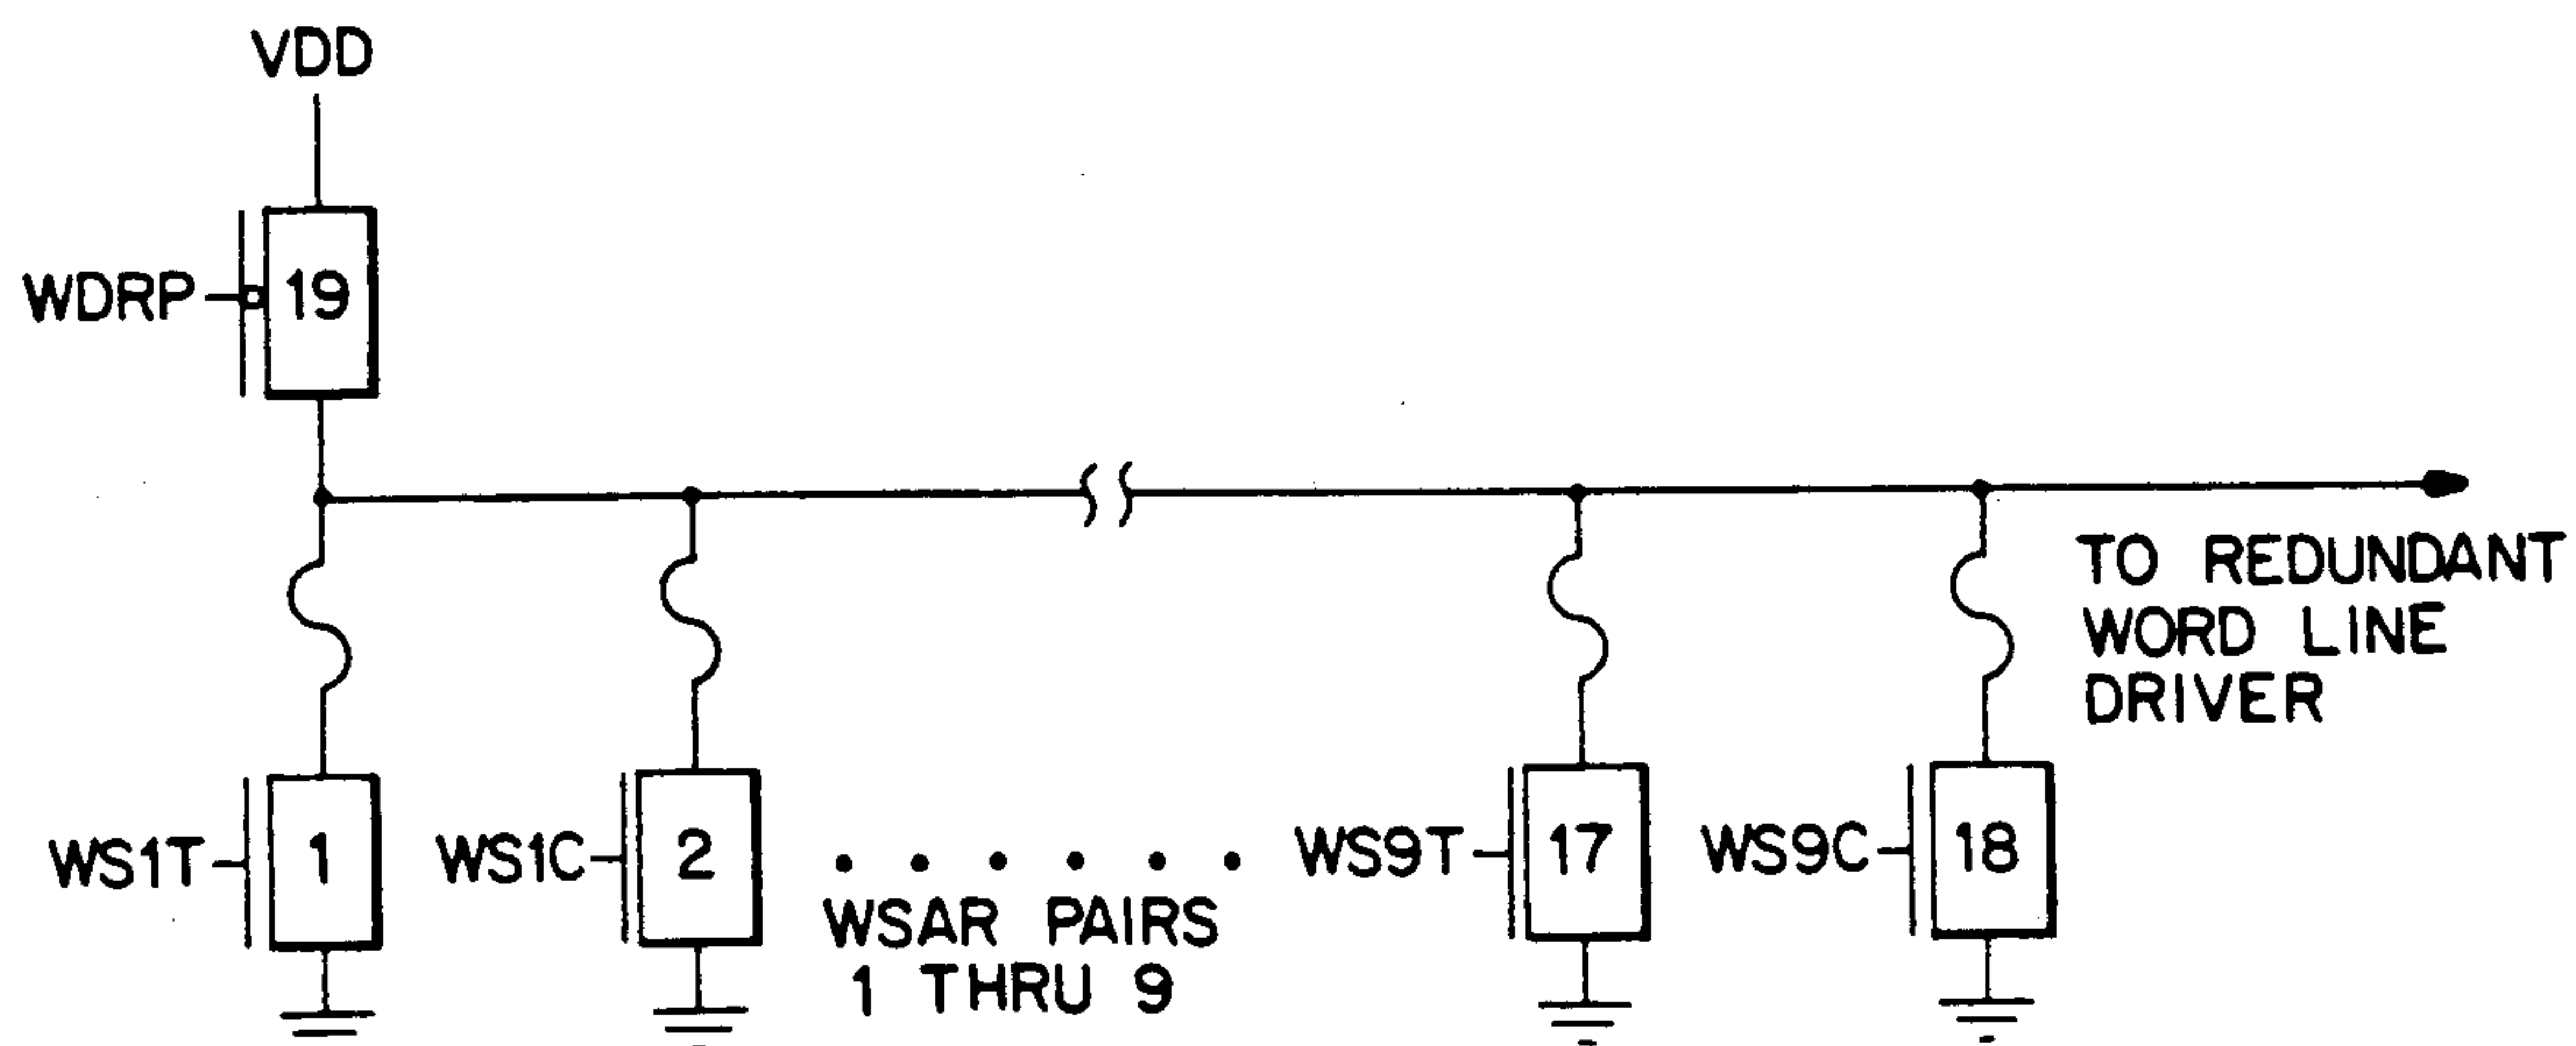 VDD
WDRP
19
TO REDUNDANT
WORD LINE
DRIVER
WS1T
1
WS1C
2
WSAR PAIRS
1 THRU 9
WS9T
17
WS9C
18